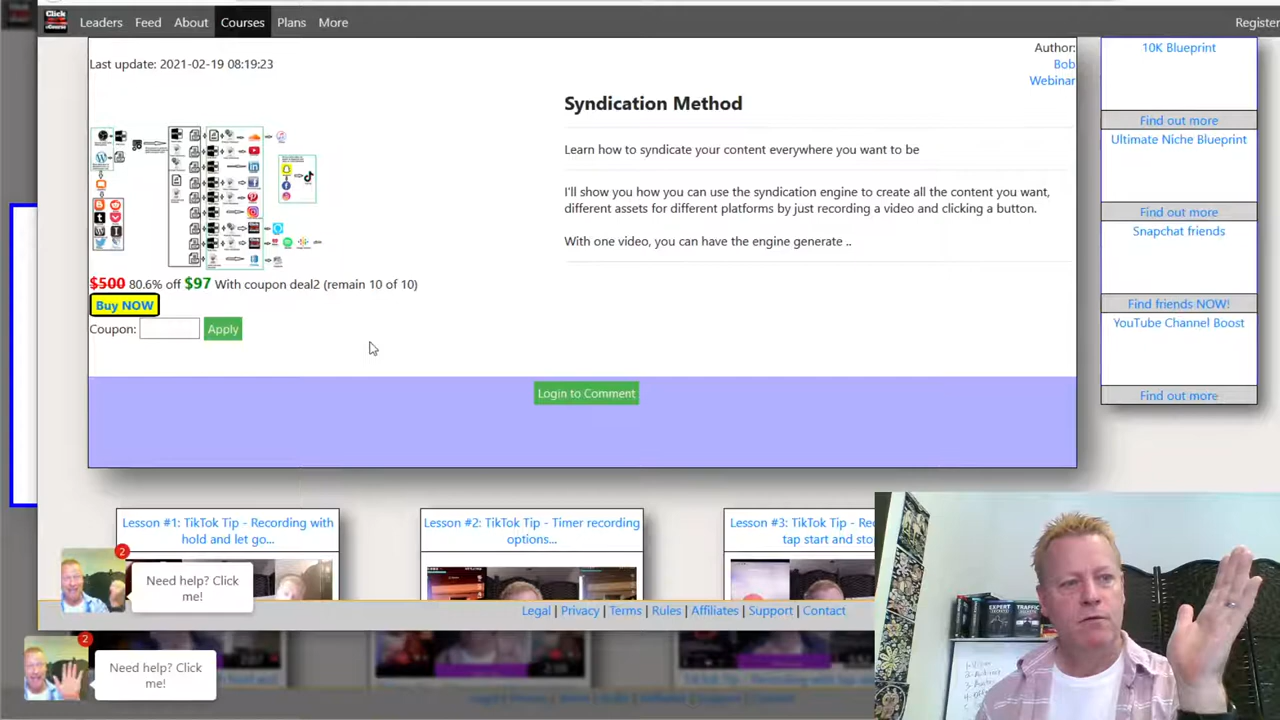 Click
Course
Leaders
Feed
About
Courses
Plans
More
Register
Last update: 2021-02-19 08:19:23
Author:
Bob
Webinar
Syndication Method
Learn how to syndicate your content everywhere you want to be
I'll show you how you can use the syndication engine to create all the content you want,
different assets for different platforms by just recording a video and clicking a button.
With one video, you can have the engine generate ..
$500 80.6% off $97 With coupon deal2 (remain 10 of 10)
Buy NOW
Coupon:
Apply
Login to Comment
10K Blueprint
Find out more
Ultimate Niche Blueprint
Find out more
Snapchat friends
Find friends NOW!
YouTube Channel Boost
Find out more
Lesson #1: TikTok Tip - Recording with
hold and let go...
Lesson #2: TikTok Tip - Timer recording
options...
Lesson #3: TikTok Tip -
tap start and
2
Need help? Click
me!
Legal | Privacy | Terms | Rules | Affiliates | Support | Contact
2
Need help? Click
me!
EXPERT
SECRETS
TRAFFIC